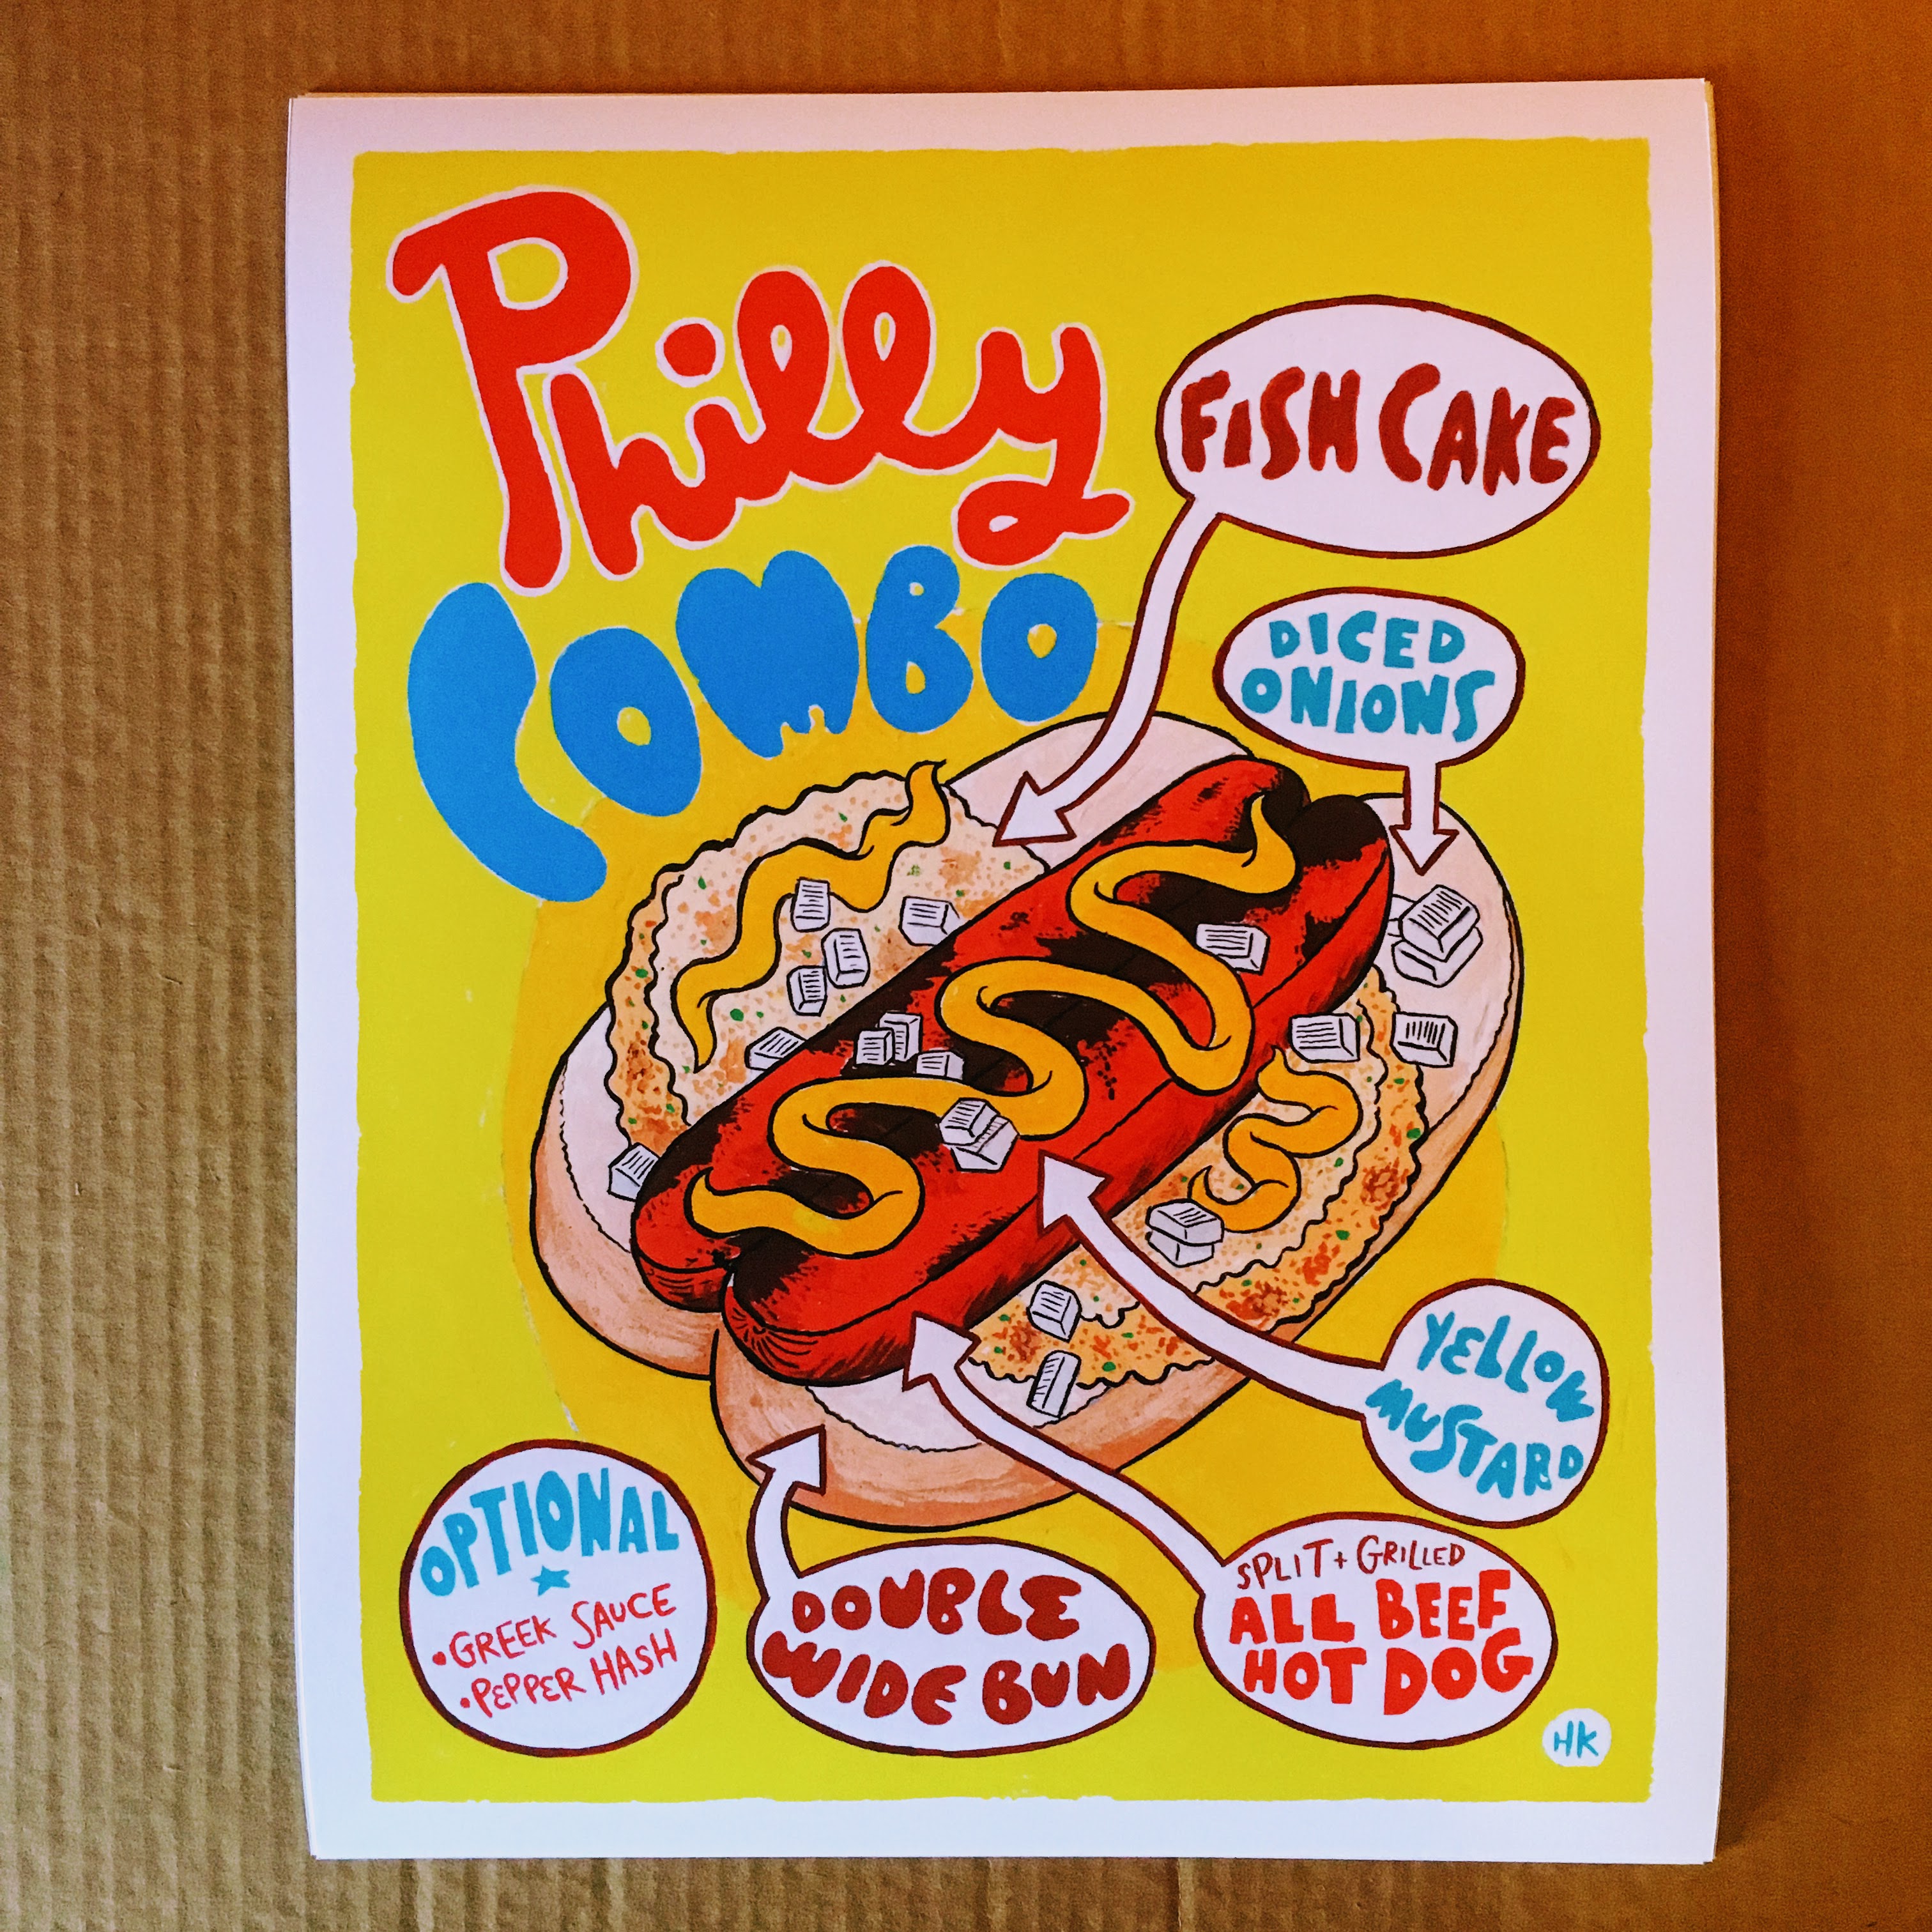 Philly
COMBO
FISH CAKE
DICED
ONIONS
YELLOW
MUSTARD
OPTIONAL
• GREEK SAUCE
• PEPPER HASH
DOUBLE
WIDE BUN
SPLIT + GRILLED
ALL BEEF
HOT DOG
HK